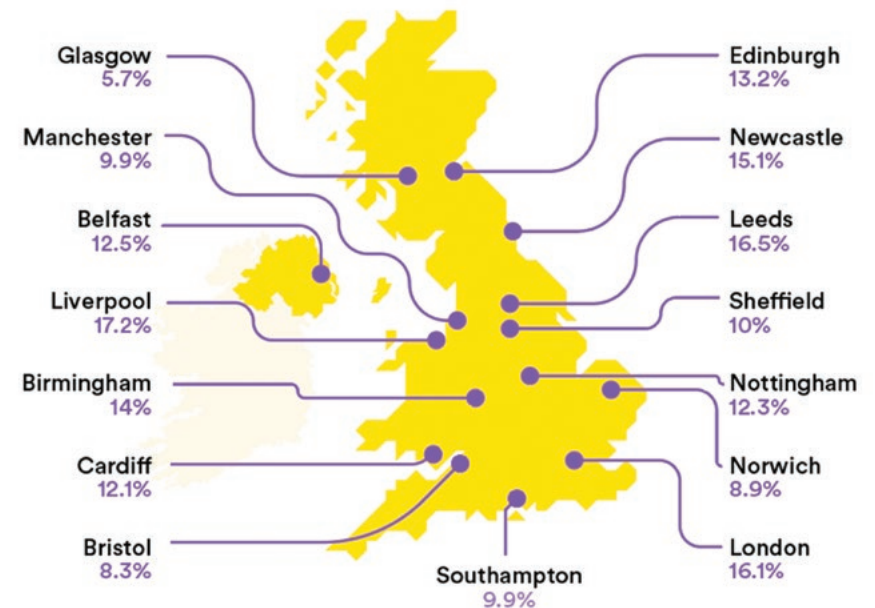 Glasgow
5.7%
Manchester
9.9%
Belfast
12.5%
Liverpool
17.2%
Birmingham
14%
Cardiff
12.1%
Bristol
8.3%
Southampton
9.9%
Edinburgh
13.2%
Newcastle
15.1%
Leeds
16.5%
Sheffield
10%
Nottingham
12.3%
Norwich
8.9%
London
16.1%